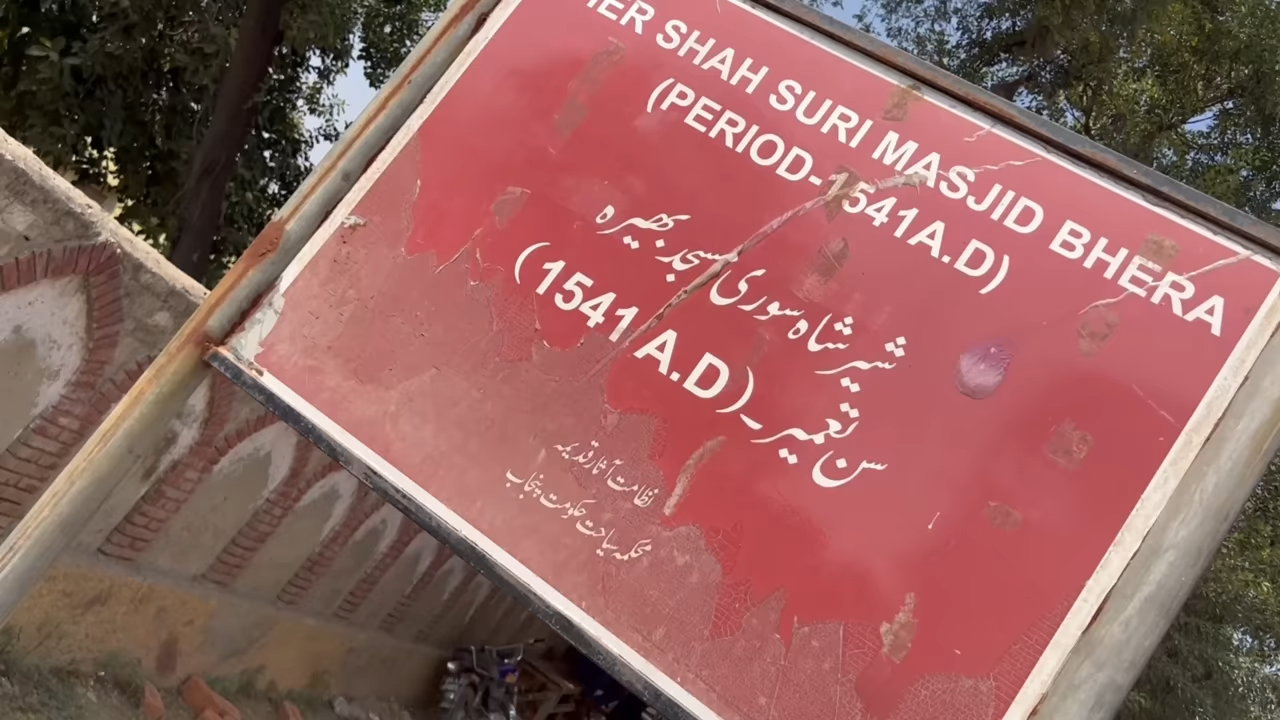 HER SHAH SURI MASJID BHERA
(PERIOD-1541A.D)
شیر شاہ سوری مسجد بھیرہ
سن تعمیر ۔ (1541 A.D)
نظامت آثار قدیمہ
محکمہ سیاحت حکومت پنجاب